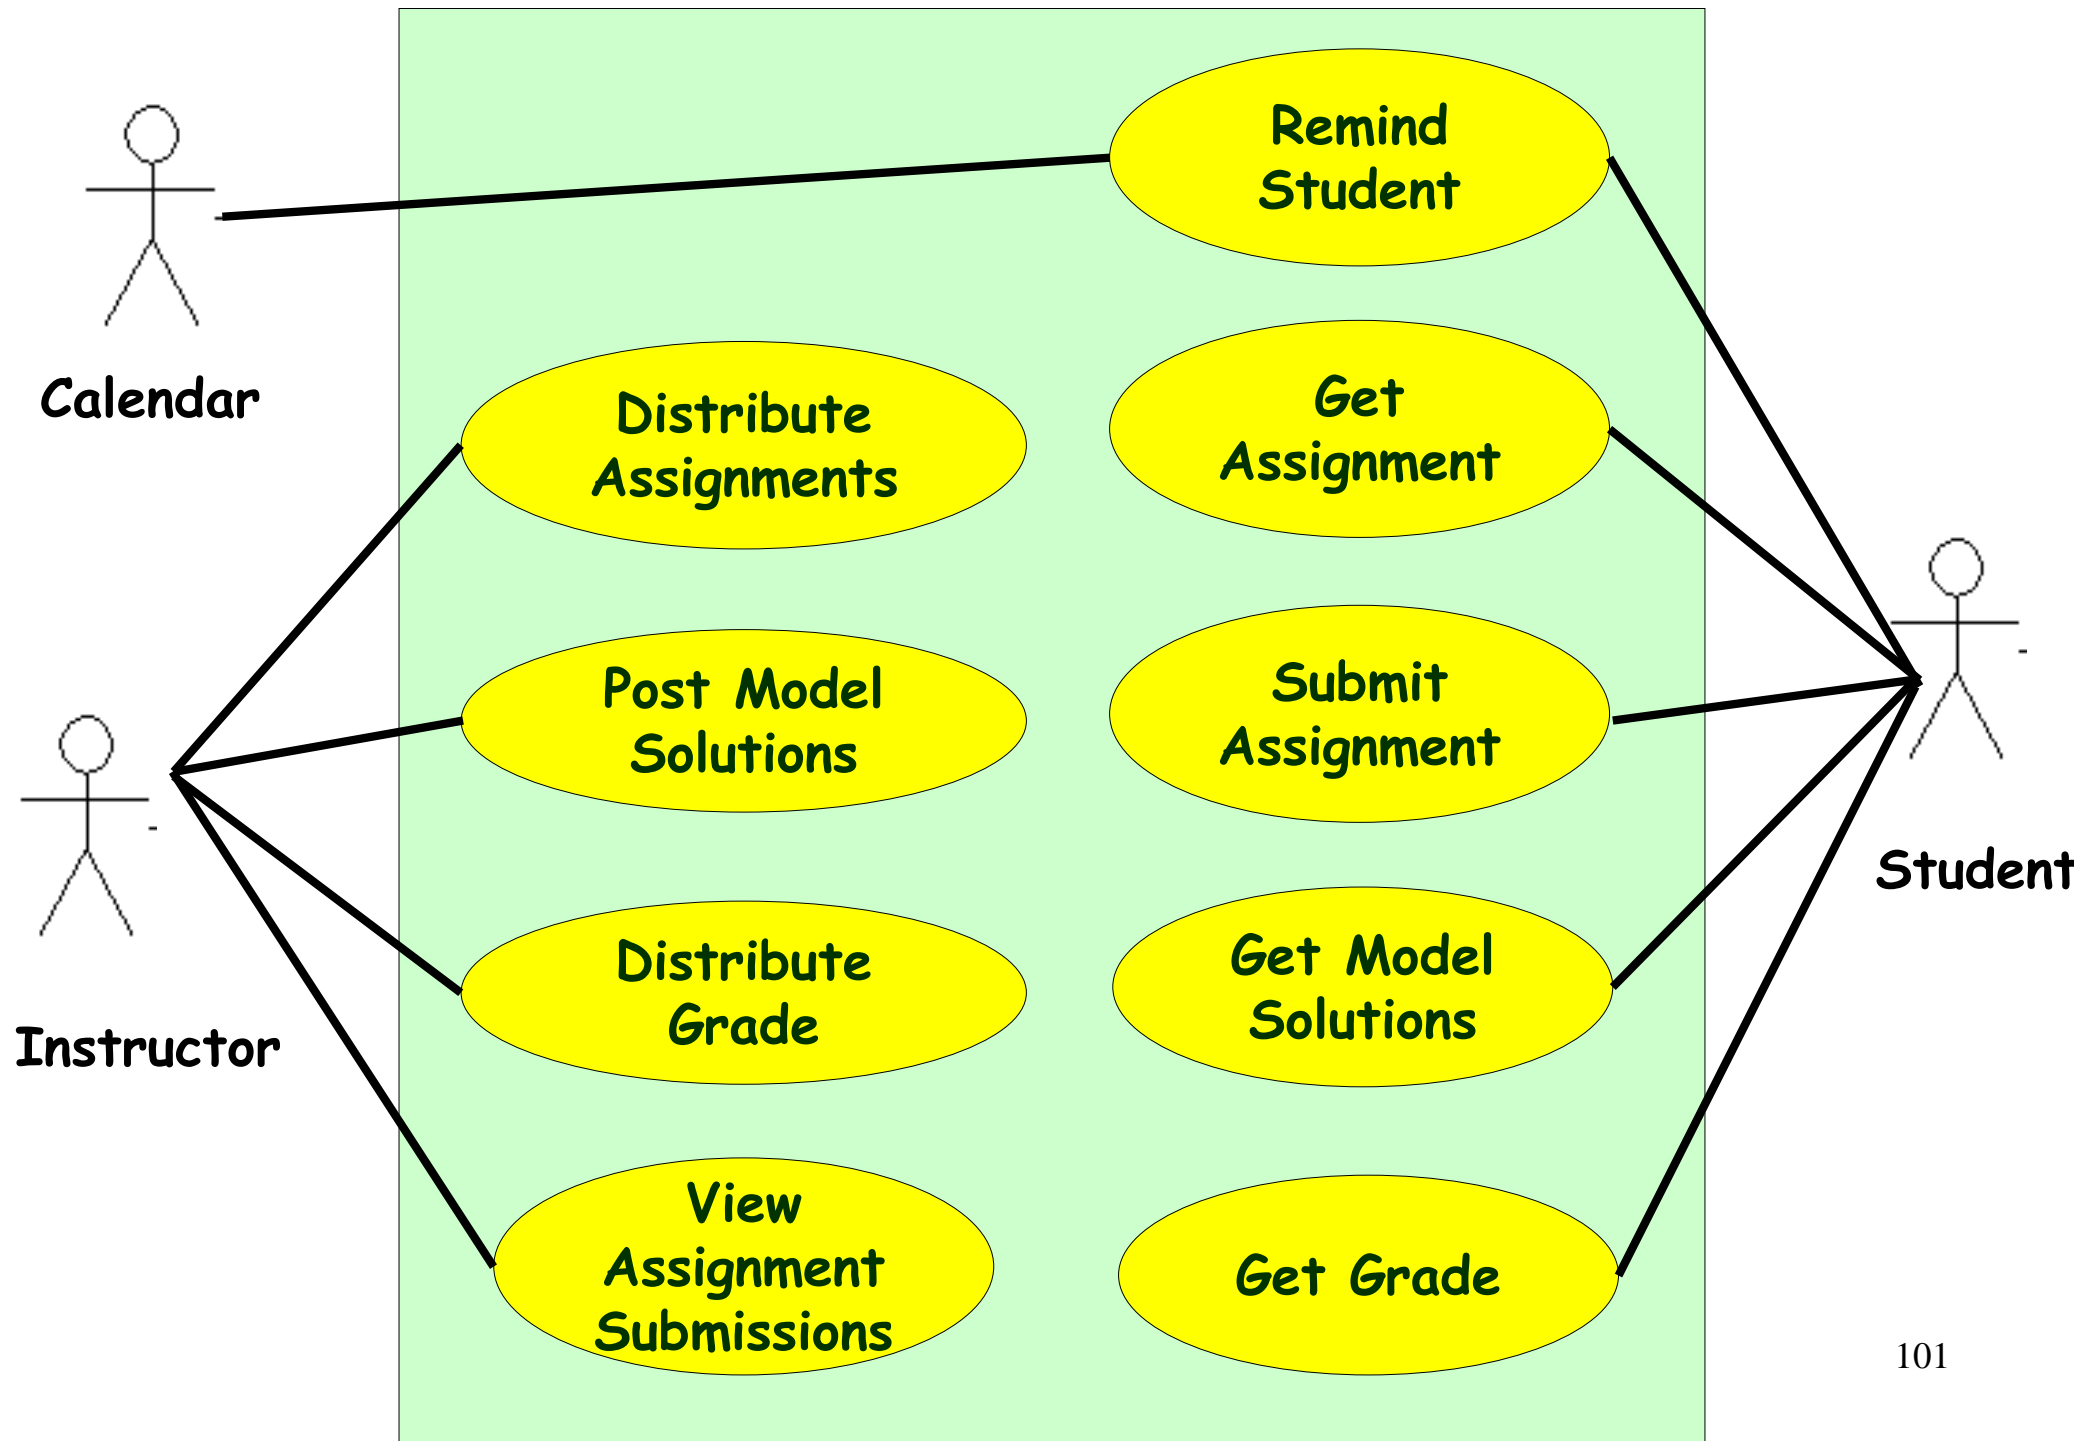 Remind
Student
Calendar
Distribute
Assignments
Get
Assignment
Post Model
Solutions
Submit
Assignment
Student
Instructor
Distribute
Grade
Get Model
Solutions
View
Assignment
Submissions
Get Grade
101